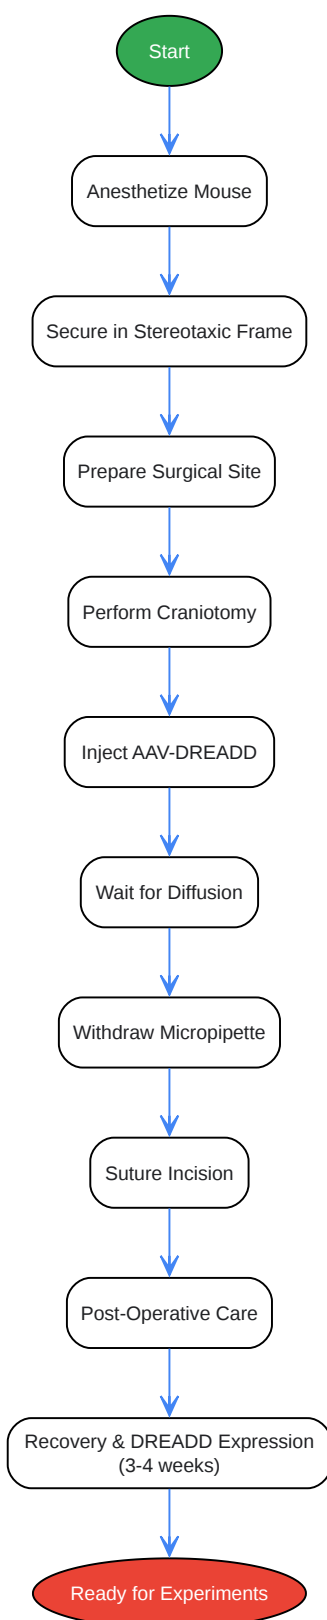 Start
Anesthetize Mouse
Secure in Stereotaxic Frame
Prepare Surgical Site
Perform Craniotomy
Inject AAV-DREADD
Wait for Diffusion
Withdraw Micropipette
Suture Incision
Post-Operative Care
Recovery & DREADD Expression
(3-4 weeks)
Ready for Experiments